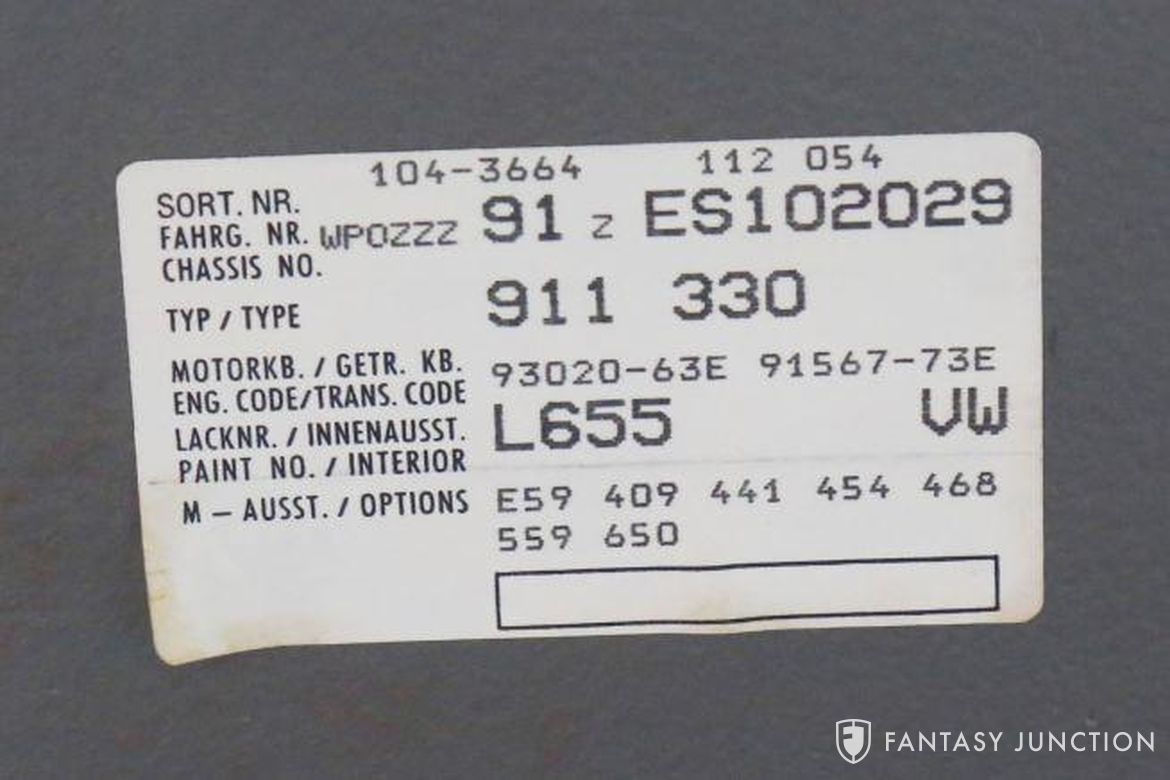 104-3664 112 054
SORT. NR.
FAHRG. NR. WPOZZZ 91 Z ES102029
CHASSIS NO.
TYP / TYPE 911 330
MOTORKB. / GETR. KB. 93020-63E 91567-73E
ENG. CODE/TRANS. CODE
LACKNR. / INNENAUSST. L655 VW
PAINT NO. / INTERIOR
M – AUSST. / OPTIONS E59 409 441 454 468
559 650
FANTASY JUNCTION